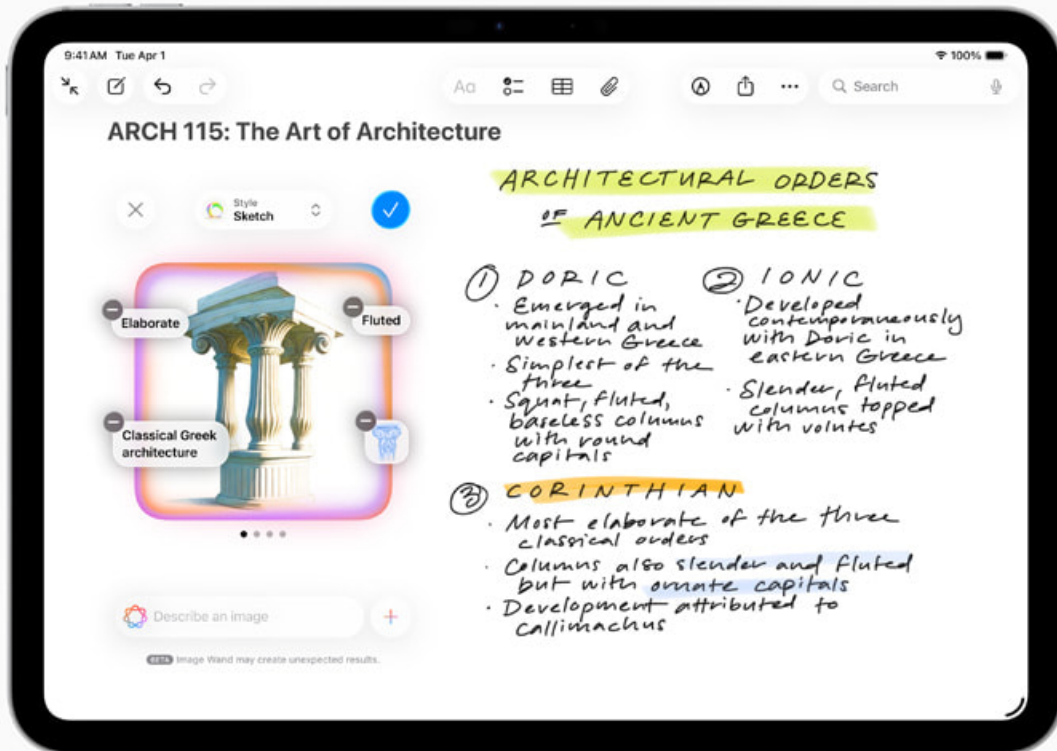 9:41 AM Tue Apr 1
100%
Aa
Search
ARCH 115: The Art of Architecture
Style
Sketch
Elaborate
Fluted
Classical Greek
architecture
Describe an image
BETA Image Wand may create unexpected results.
ARCHITECTURAL ORDERS
OF ANCIENT GREECE
1 DORIC
· Emerged in
mainland and
Western Greece
· Simplest of the
three
· Squat, fluted,
baseless columns
with round
capitals
2 IONIC
· Developed
contemporaneously
with Doric in
eastern Greece
· Slender, fluted
columns topped
with volutes
3 CORINTHIAN
· Most elaborate of the three
classical orders
· Columns also slender and fluted
but with ornate capitals
· Development attributed to
Callimachus